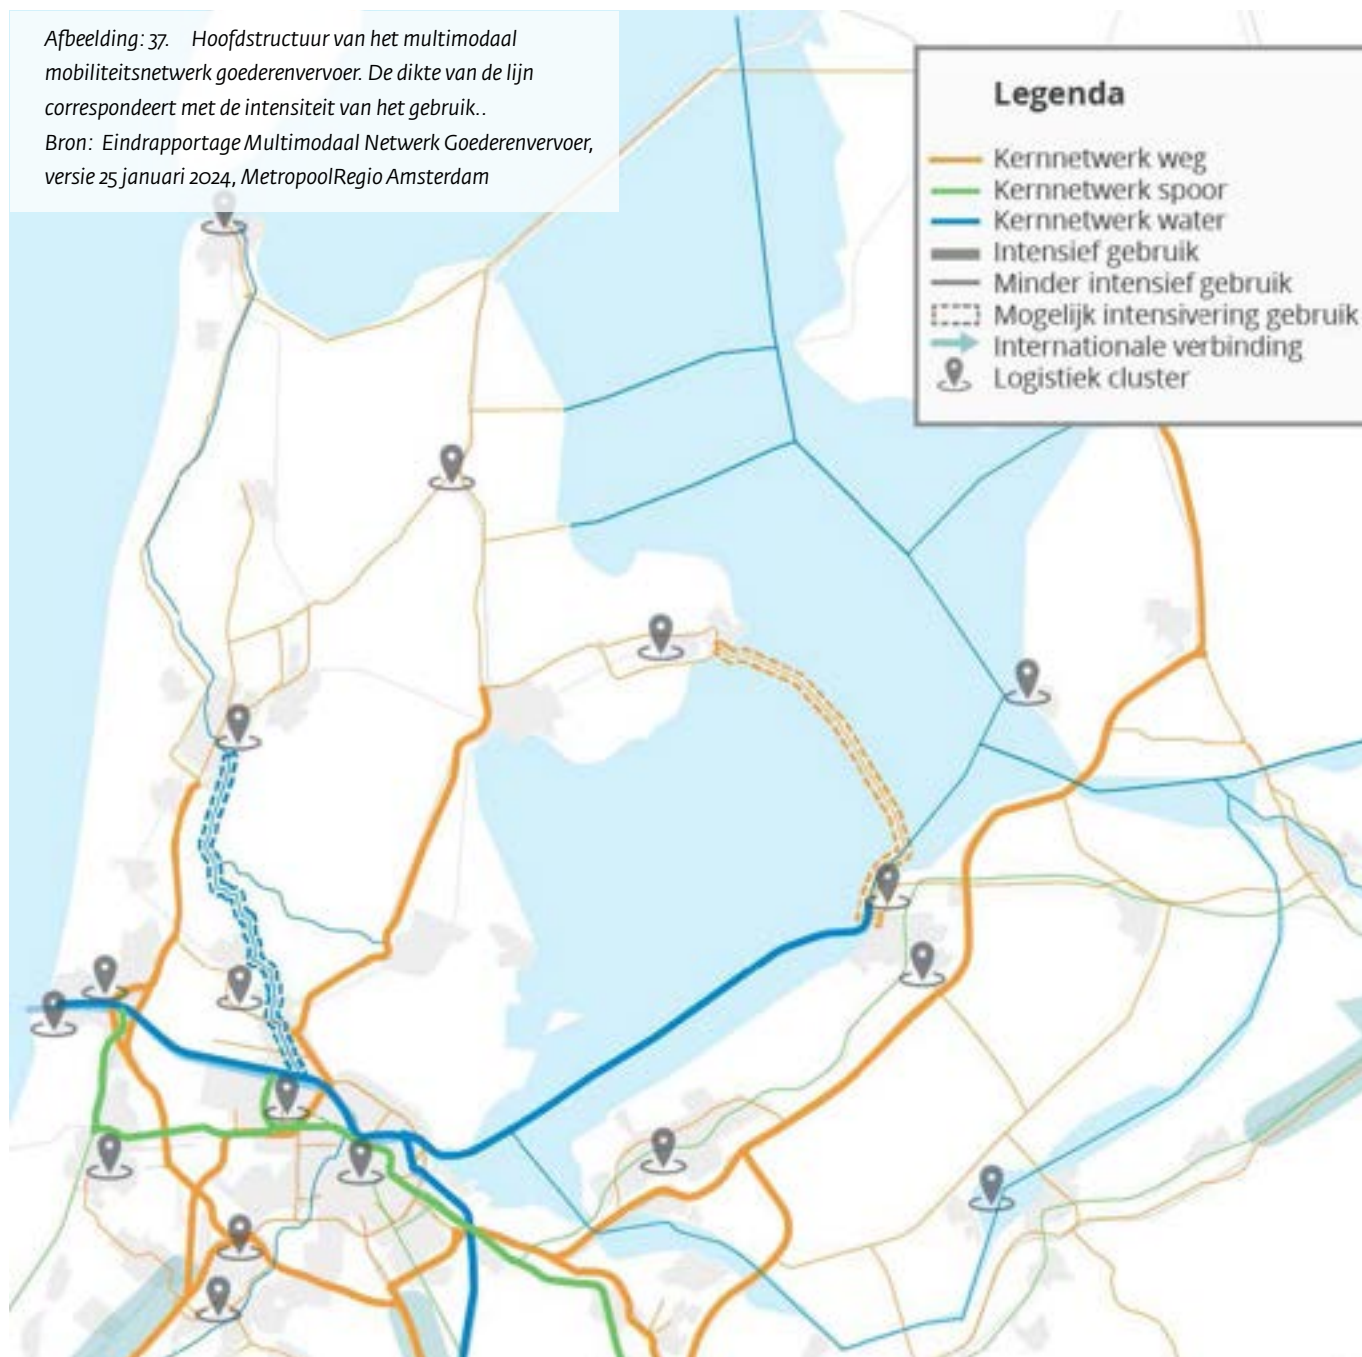 Afbeelding: 37. Hoofdstructuur van het multimodaal
mobiliteitsnetwerk goederenvervoer. De dikte van de lijn
correspondeert met de intensiteit van het gebruik..
Bron: Eindrapportage Multimodaal Netwerk Goederenvervoer,
versie 25 januari 2024, MetropoolRegio Amsterdam
Legenda
Kernnetwerk weg
Kernnetwerk spoor
Kernnetwerk water
Intensief gebruik
Minder intensief gebruik
Mogelijk intensivering gebruik
Internationale verbinding
Logistiek cluster